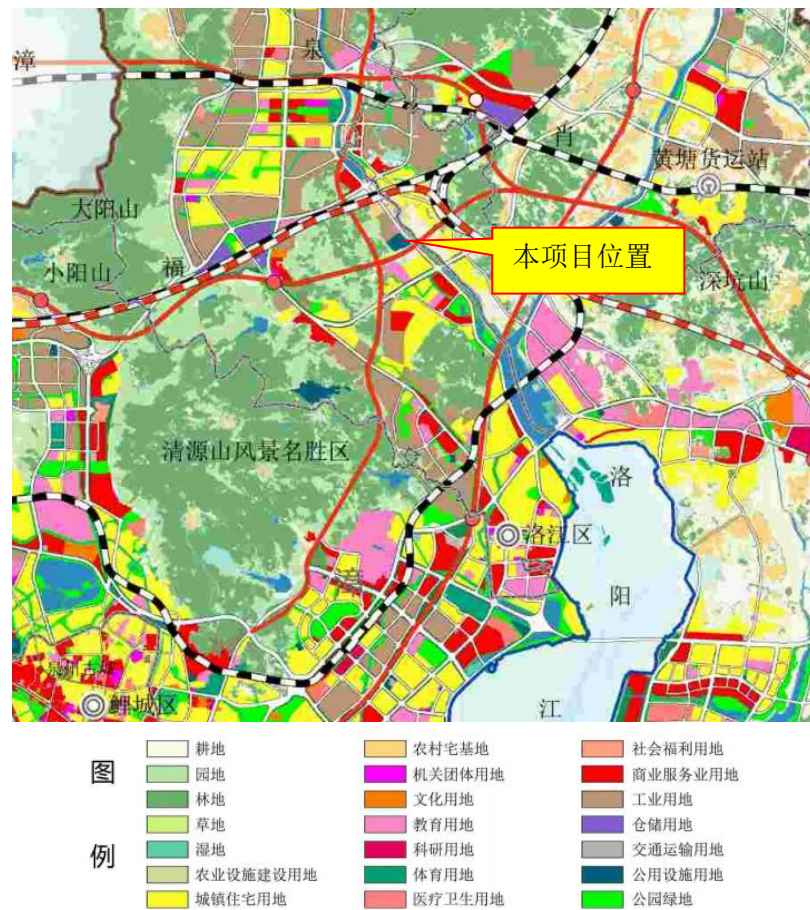 漳
泉
肖
黄塘货运站
大阳山
本项目位置
小阳山
福
深坑山
清源山风景名胜区
洛
洛江区
漳
阳
泉州古城
鲤城区
江
图例
耕地
农村宅基地
社会福利用地
园地
机关团体用地
商业服务业用地
林地
文化用地
工业用地
草地
教育用地
仓储用地
湿地
科研用地
交通运输用地
农业设施建设用地
体育用地
公用设施用地
城镇住宅用地
医疗卫生用地
公园绿地